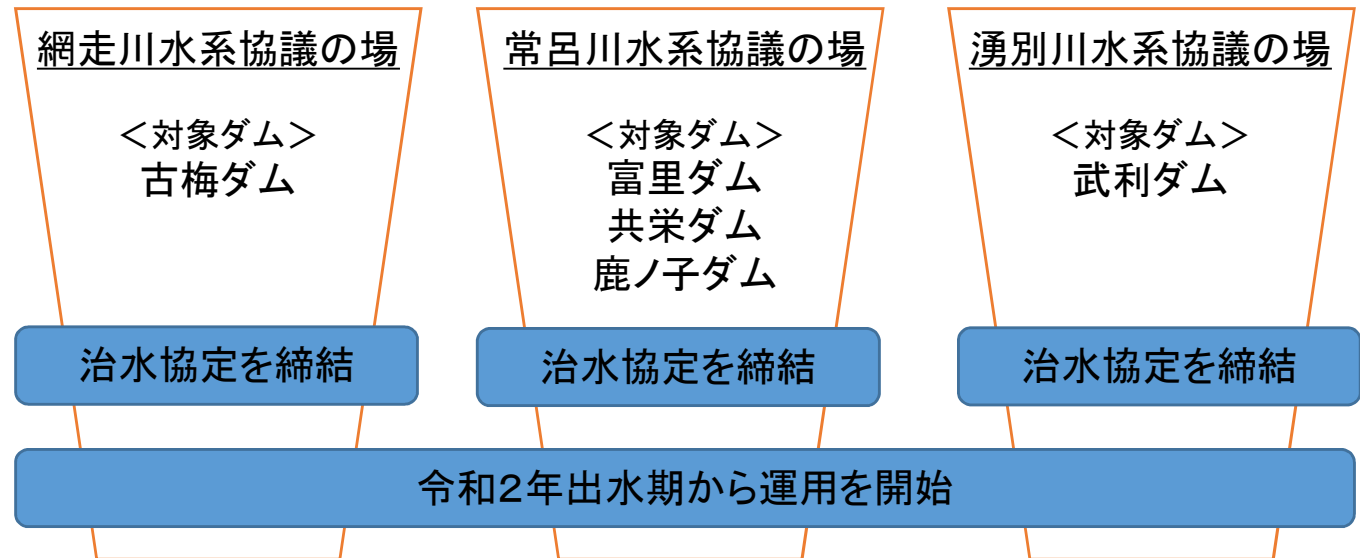 網走川水系協議の場
＜対象ダム＞
古梅ダム
治水協定を締結
常呂川水系協議の場
＜対象ダム＞
富里ダム
共栄ダム
鹿ノ子ダム
治水協定を締結
湧別川水系協議の場
＜対象ダム＞
武利ダム
治水協定を締結
令和２年出水期から運用を開始